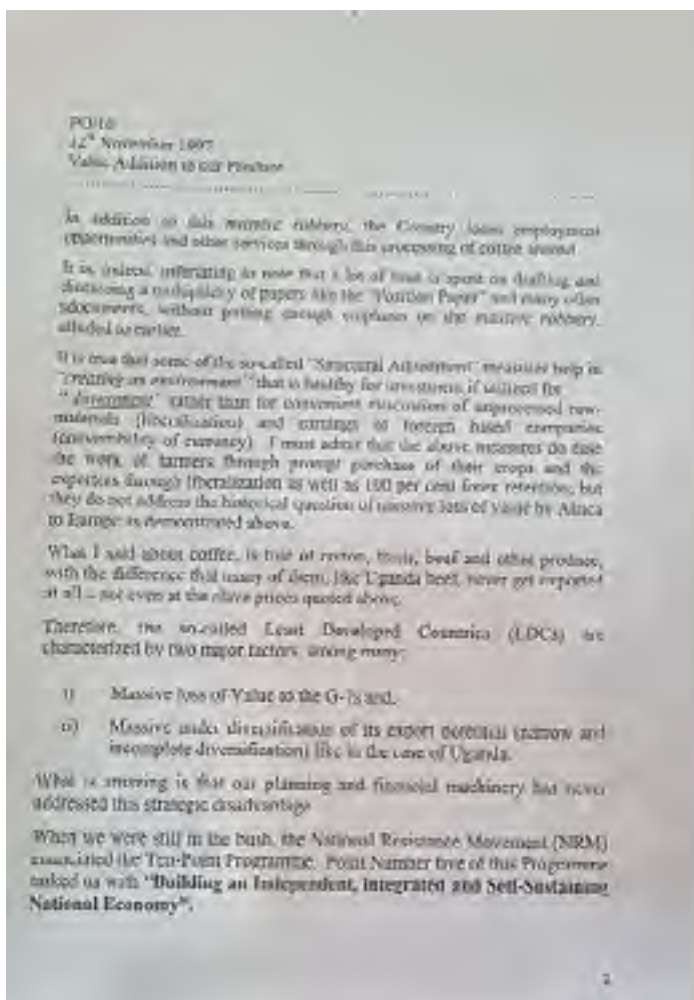 PO/16
12th November 1997
Value Addition to our Produce
In addition to this massive robbery, the Country loses employment
opportunities and other services through this processing of coffee abroad.
It is, indeed, infuriating to note that a lot of time is spent on drafting and
discussing a multiplicity of papers like the "Position Paper" and many other
documents, without putting enough emphasis on the massive robbery,
alluded to earlier.
It is true that some of the so-called "Structural Adjustment" measures help in
"creating an environment" that is healthy for investment if utilized for
rather than for convenient evacuation of unprocessed raw-
materials (liberalization) and earnings of foreign based companies
(convertibility of currency). I must admit that the above measures do ease
the work of farmers through prompt purchase of their crops and the
exporters through liberalization as well as 100 per cent forex retention, but
they do not address the historical question of massive loss of value by Africa
to Europe as demonstrated above.
What I said about coffee, is true of cotton, beef and other produce,
with the difference that many of them, like Uganda beef, never get exported
at all – not even at the slave prices quoted above.
Therefore, the so-called Least Developed Countries (LDCs) are
characterized by two major factors, among many:
i) Massive loss of Value to the G-7s and,
ii) Massive under diversification of its export potential (narrow and
incomplete diversification) like in the case of Uganda.
What is annoying is that our planning and financial machinery has never
addressed this strategic disadvantage.
When we were still in the bush, the National Resistance Movement (NRM)
enunciated the Ten-Point Programme. Point Number five of this Programme
tasked us with "Building an Independent, Integrated and Self-Sustaining
National Economy".
2